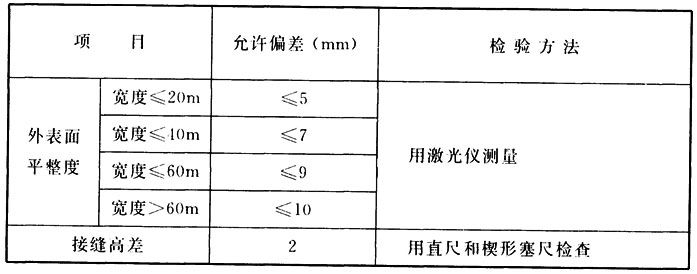 项 目 允许偏差(mm) 检验方法
外表面
平整度
宽度≤20m ≤5
宽度≤40m ≤7
宽度≤60m ≤9
宽度>60m ≤10
用激光仪测量
接缝高差 2 用直尺和楔形塞尺检查